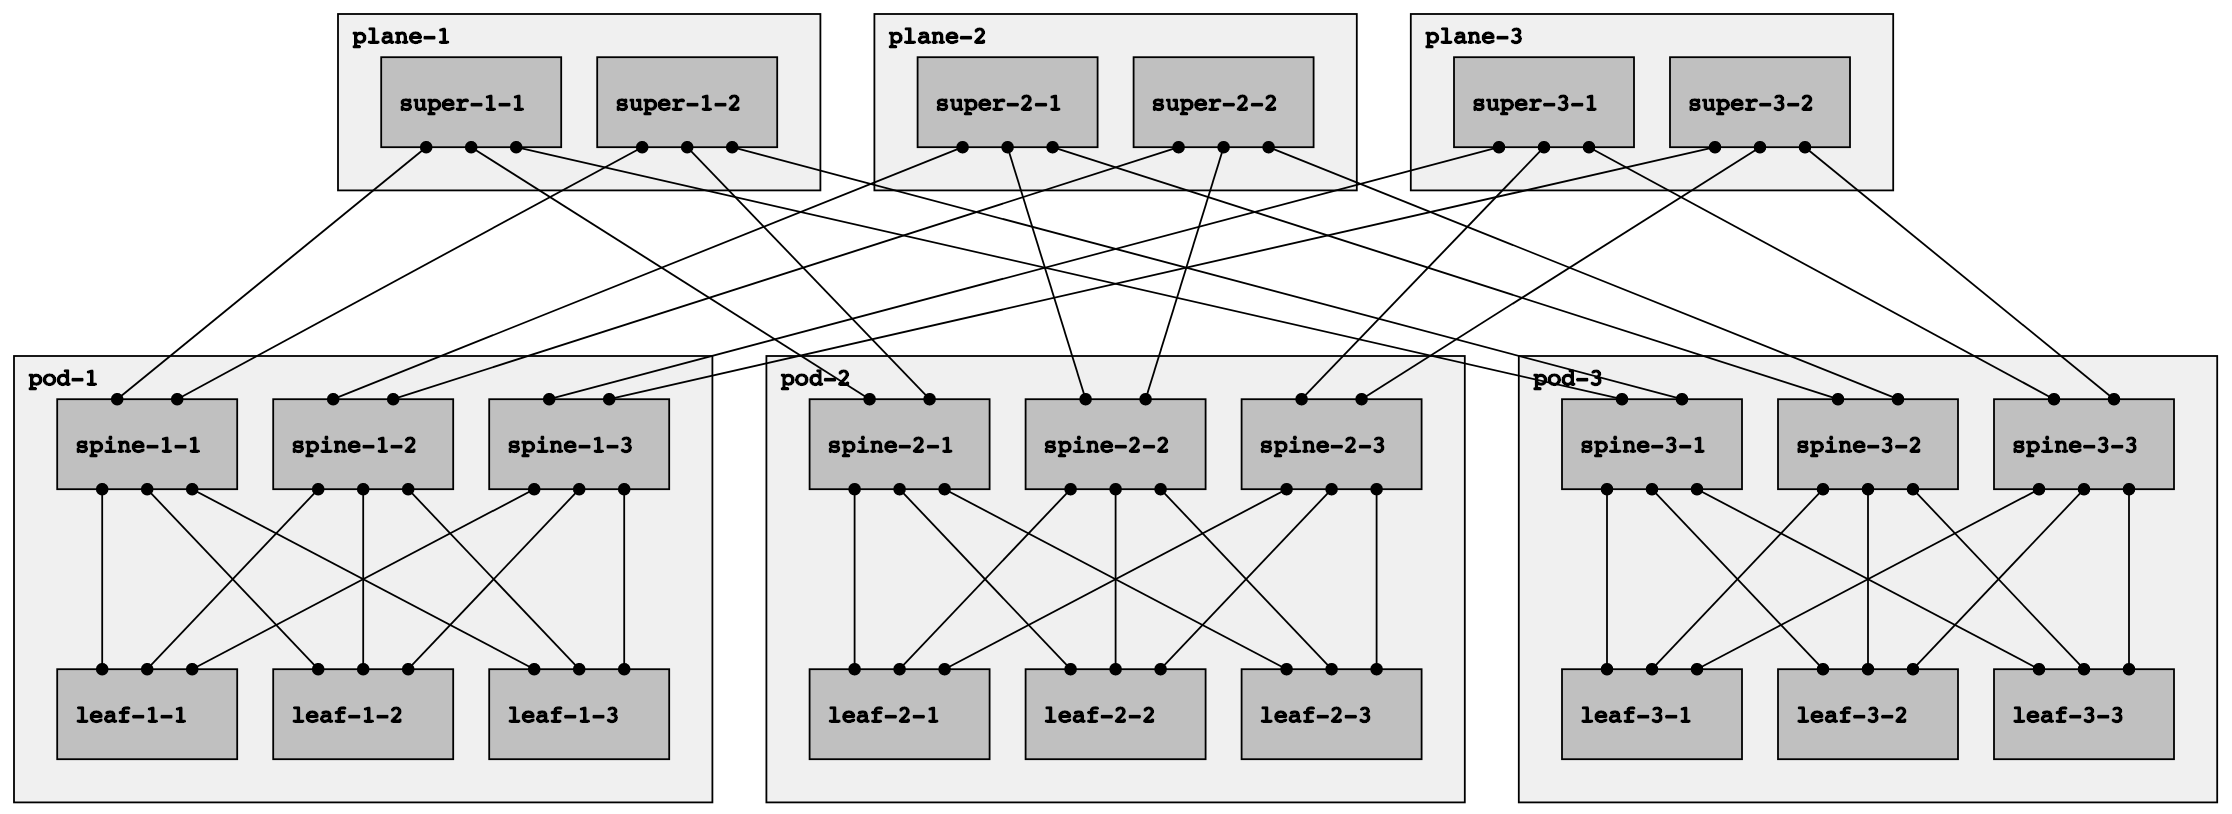 plane-1
plane-2
plane-3
super-1-1
super-1-2
super-2-1
super-2-2
super-3-1
super-3-2
pod-1
pod-2
pod-3
spine-1-1
spine-1-2
spine-1-3
spine-2-1
spine-2-2
spine-2-3
spine-3-1
spine-3-2
spine-3-3
leaf-1-1
leaf-1-2
leaf-1-3
leaf-2-1
leaf-2-2
leaf-2-3
leaf-3-1
leaf-3-2
leaf-3-3